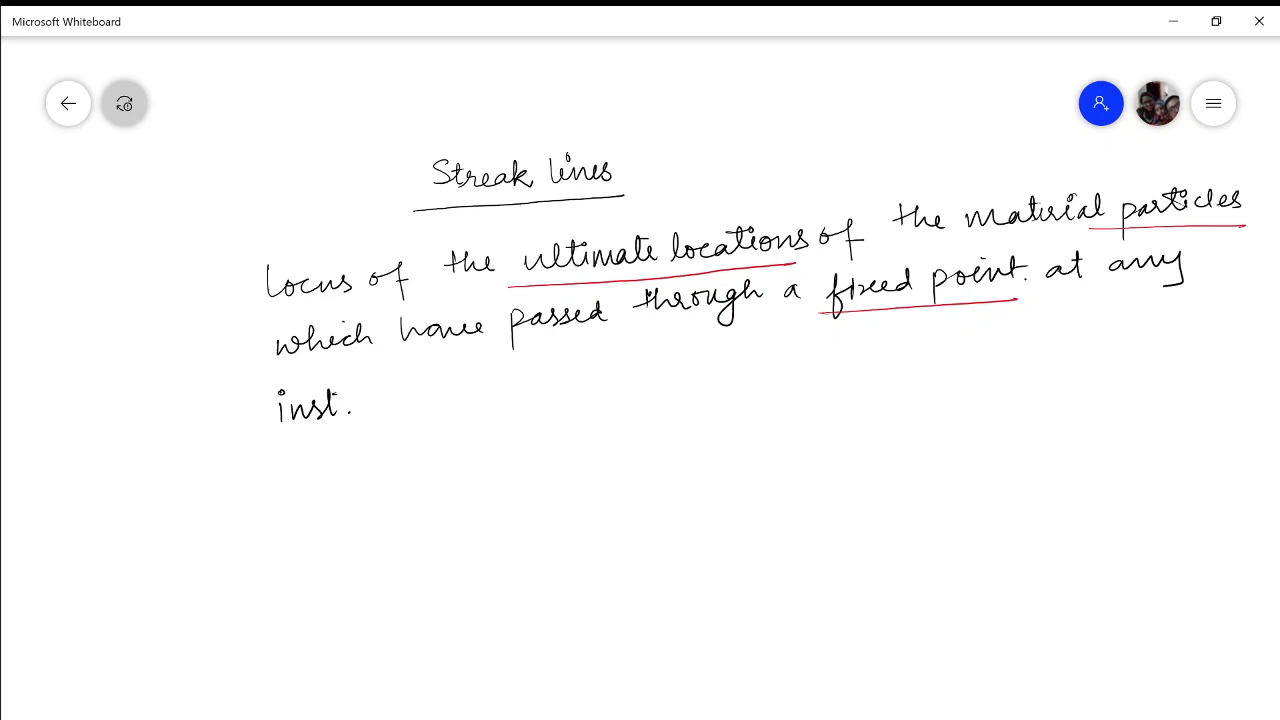 Microsoft Whiteboard
Streak lines
Locus of the ultimate locations of the material particles
which have passed through a fixed point. at any
inst.